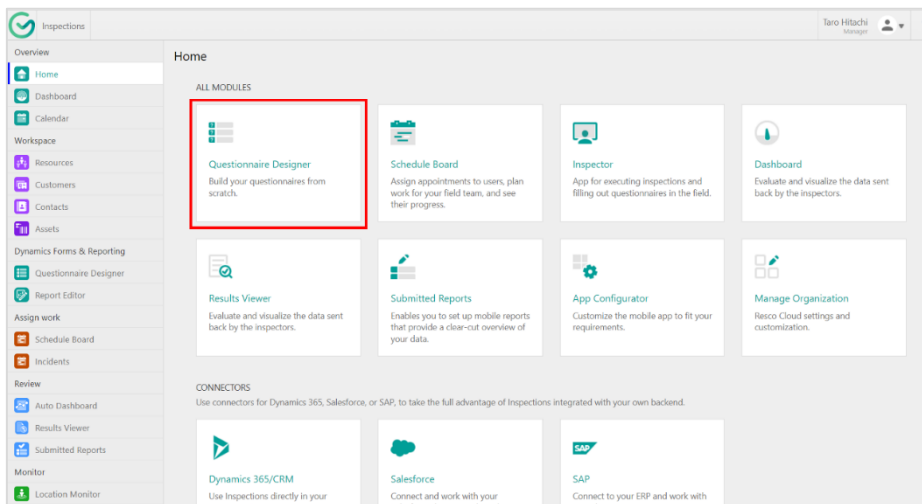 Inspections
Taro Hitachi
Manager
Overview
Home
Dashboard
Calendar
Workspace
Resources
Customers
Contacts
Assets
Dynamics Forms & Reporting
Questionnaire Designer
Report Editor
Assign work
Schedule Board
Incidents
Review
Auto Dashboard
Results Viewer
Submitted Reports
Monitor
Location Monitor
Home
ALL MODULES
Questionnaire Designer
Build your questionnaires from
scratch.
Schedule Board
Assign appointments to users, plan
work for your field team, and see
their progress.
Inspector
App for executing inspections and
filling out questionnaires in the field.
Dashboard
Evaluate and visualize the data sent
back by the inspectors.
Results Viewer
Evaluate and visualize the data sent
back by the inspectors.
Submitted Reports
Enables you to set up mobile reports
that provide a clear-cut overview of
your data.
App Configurator
Customize the mobile app to fit your
requirements.
Manage Organization
Resco Cloud settings and
customization.
CONNECTORS
Use connectors for Dynamics 365, Salesforce, or SAP, to take the full advantage of Inspections integrated with your own backend.
Dynamics 365/CRM
Use Inspections directly in your
Salesforce
Connect and work with your
SAP
SAP
Connect to your ERP and work with